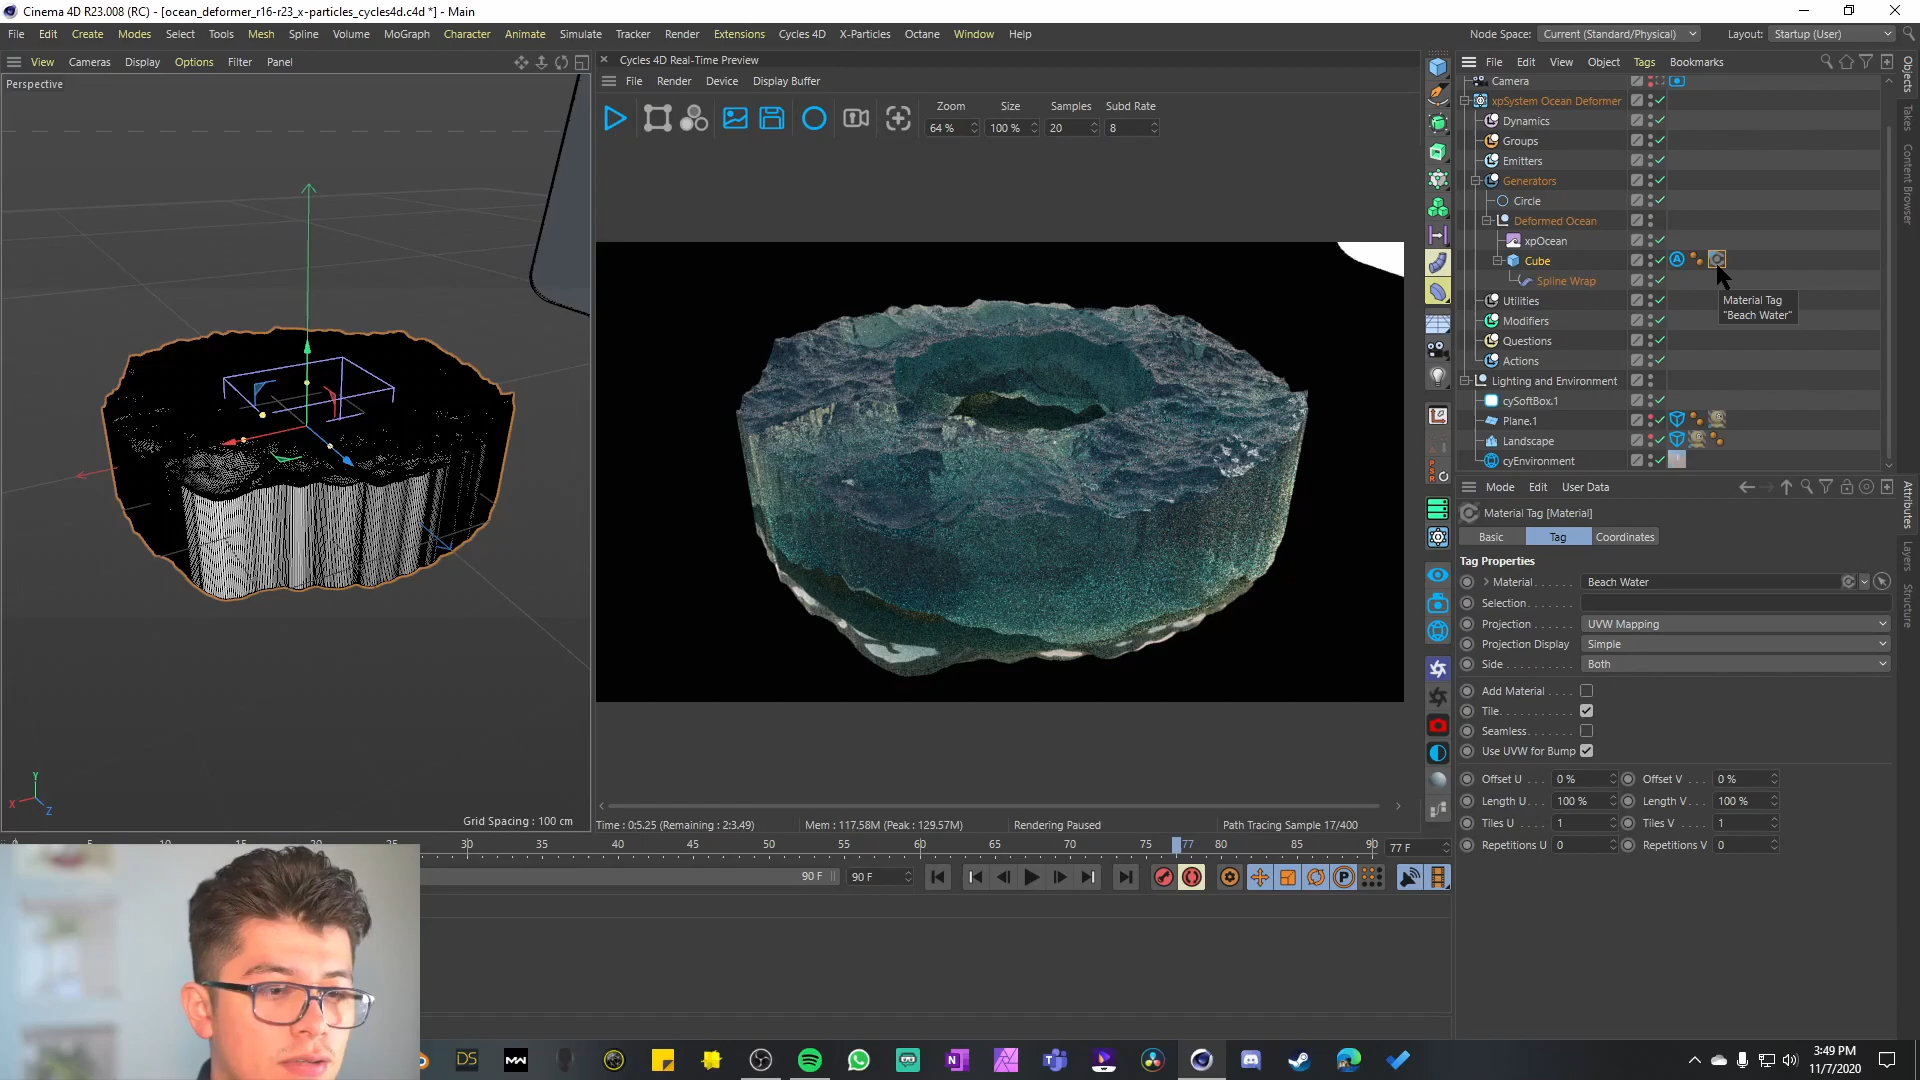 Cinema 4D R23.008 (RC) - [ocean_deformer_r16-r23_x-particles_cycles4d.c4d *] - Main
File Edit Create Modes Select Tools Mesh Spline Volume MoGraph Character Animate Simulate Tracker Render Extensions Cycles 4D X-Particles Octane Window Help
Node Space: Current (Standard/Physical) Layout: Startup (User)
View Cameras Display Options Filter Panel
Perspective
Grid Spacing : 100 cm
Y
X
Z
Cycles 4D Real-Time Preview
File Render Device Display Buffer
Zoom Size Samples Subd Rate
64 % 100 % 20 8
Time : 0:5.25 (Remaining : 2:3.49) Mem : 117.58M (Peak : 129.57M) Rendering Paused Path Tracing Sample 17/400
File Edit View Object Tags Bookmarks
Camera
xpSystem Ocean Deformer
Dynamics
Groups
Emitters
Generators
Circle
Deformed Ocean
xpOcean
Cube
Spline Wrap
Utilities
Modifiers
Questions
Actions
Lighting and Environment
cySoftBox.1
Plane.1
Landscape
cyEnvironment
Material Tag
"Beach Water"
Objects
Takes
Content Browser
Mode Edit User Data
Material Tag [Material]
Basic Tag Coordinates
Tag Properties
Material . . . . . . Beach Water
Selection. . . . . . .
Projection . . . . . . UVW Mapping
Projection Display Simple
Side . . . . . . . . . . Both
Add Material . . . .
Tile. . . . . . . . . . .
Seamless. . . . . . .
Use UVW for Bump
Offset U . . . 0 % Offset V . . . 0 %
Length U. . . 100 % Length V. . . 100 %
Tiles U . . . . 1 Tiles V . . . . 1
Repetitions U 0 Repetitions V 0
Attributes
Layers
Structure
5 30 35 40 45 50 55 60 65 70 75 77 80 85 90 77 F
90 F 90 F
P
PSR
DS
3:49 PM
11/7/2020